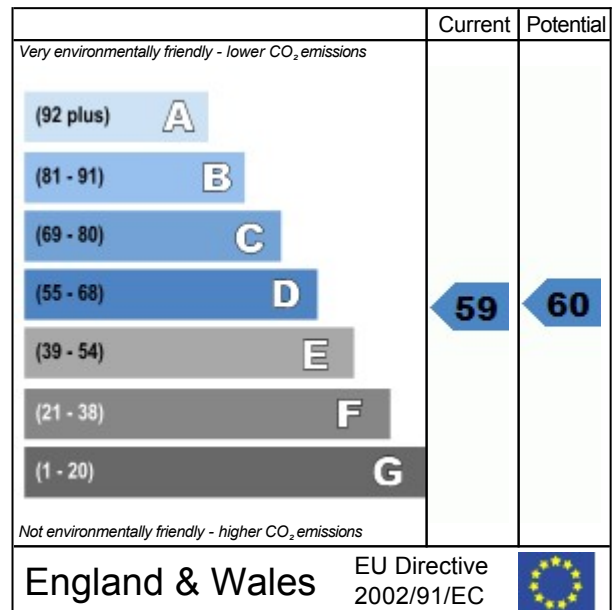 Current Potential
Very environmentally friendly - lower CO₂ emissions
(92 plus) A
(81 - 91) B
(69 - 80) C
(55 - 68) D
59 60
(39 - 54) E
(21 - 38) F
(1 - 20) G
Not environmentally friendly - higher CO₂ emissions
England & Wales
EU Directive
2002/91/EC